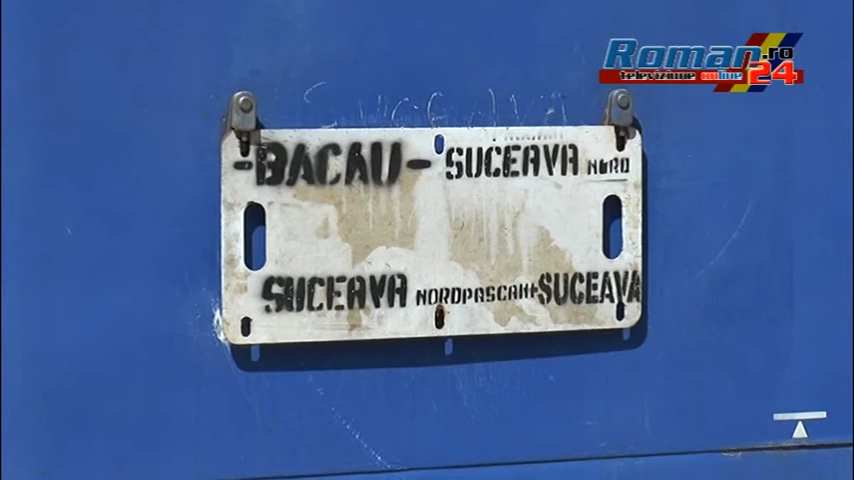 Roman.ro
televiziune online 24
-BACAU- SUCEAVA NORD
SUCEAVA NORDPASCANI-SUCEAVA